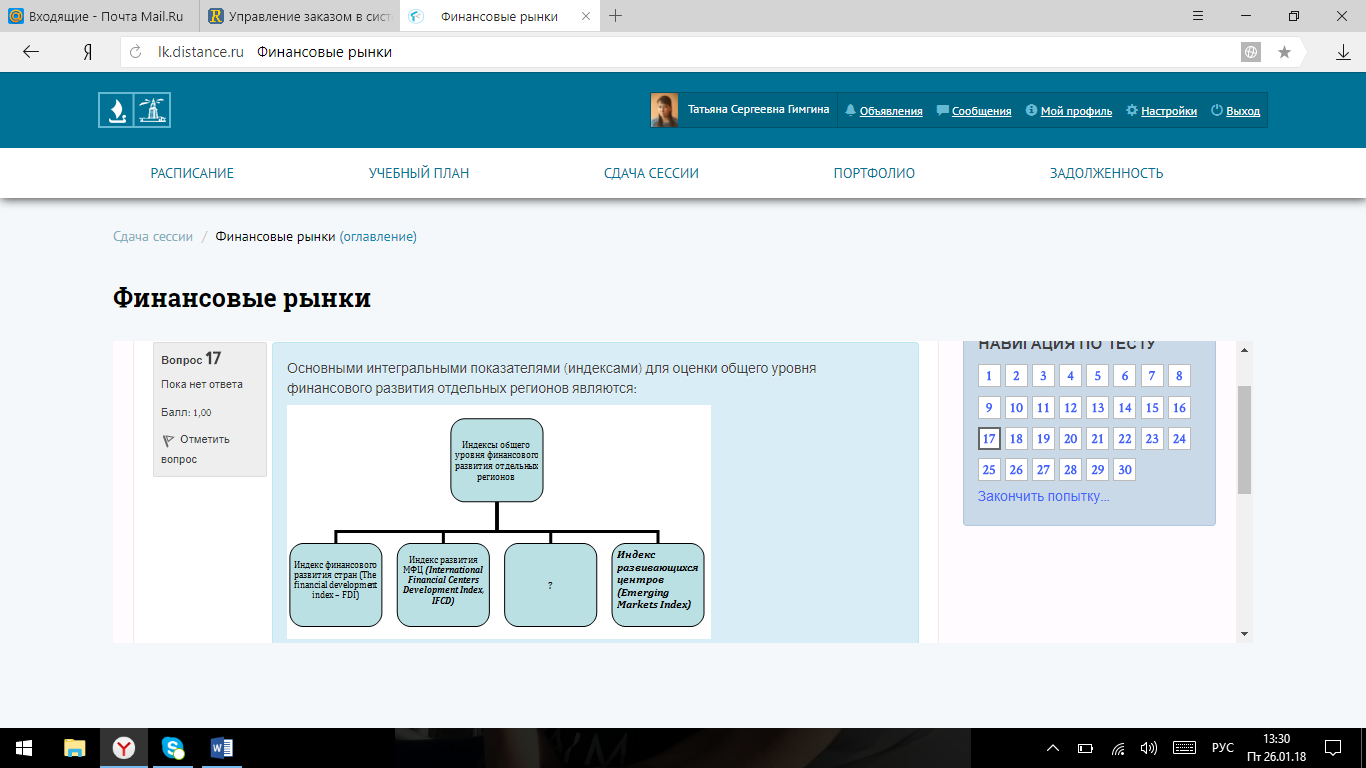 Входящие - Почта Mail.Ru
Управление заказом в сист
Финансовые рынки
Я
lk.distance.ru Финансовые рынки
Татьяна Сергеевна Гимгина
Объявления
Сообщения
Мой профиль
Настройки
Выход
РАСПИСАНИЕ
УЧЕБНЫЙ ПЛАН
СДАЧА СЕССИИ
ПОРТФОЛИО
ЗАДОЛЖЕННОСТЬ
Сдача сессии / Финансовые рынки (оглавление)
Финансовые рынки
Вопрос 17
Пока нет ответа
Балл: 1,00
Отметить
вопрос
Основными интегральными показателями (индексами) для оценки общего уровня
финансового развития отдельных регионов являются:
Индексы общего
уровня финансового
развития отдельных
регионов
Индекс финансового
развития стран (The
financial development
index – FDI)
Индекс развития
МФЦ (International
Financial Centers
Development Index,
IFCD)
?
Индекс
развивающихся
центров
(Emerging
Markets Index)
НАВИГАЦИЯ ПО ТЕСТУ
1 2 3 4 5 6 7 8
9 10 11 12 13 14 15 16
17 18 19 20 21 22 23 24
25 26 27 28 29 30
Закончить попытку...
РУС
13:30
Пт 26.01.18